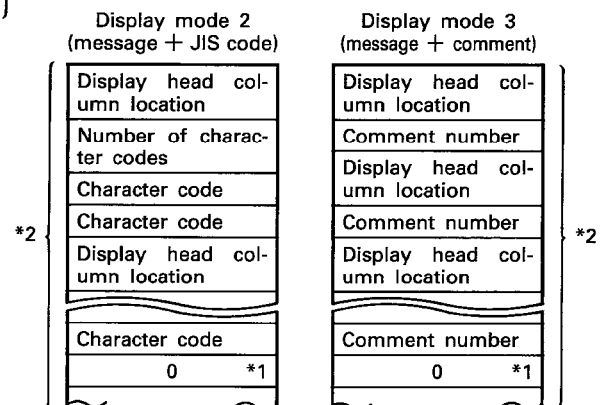 Display mode 2
(message + JIS code)
Display head col-
umn location
Number of charac-
ter codes
Character code
Character code
Display head col-
umn location
Character code
0 *1
*2
Display mode 3
(message + comment)
Display head col-
umn location
Comment number
Display head col-
umn location
Comment number
Display head col-
umn location
Comment number
0 *1
*2